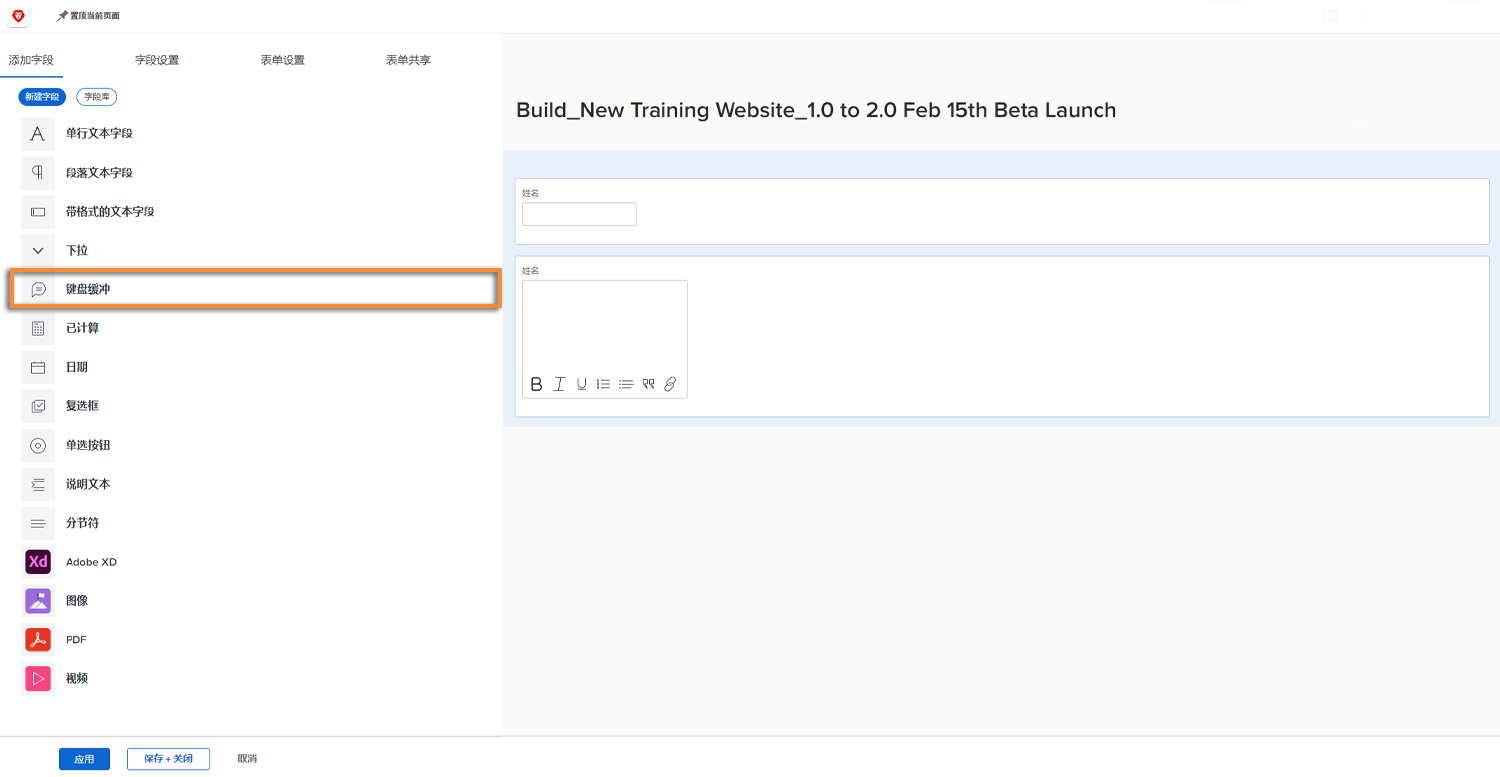 置顶当前页面
添加字段
字段设置
表单设置
表单共享
新建字段
字段库
单行文本字段
段落文本字段
带格式的文本字段
下拉
键盘缓冲
已计算
日期
复选框
单选按钮
说明文本
分节符
Xd Adobe XD
图像
PDF
视频
应用
保存 + 关闭
取消
Build_New Training Website_1.0 to 2.0 Feb 15th Beta Launch
姓名
姓名